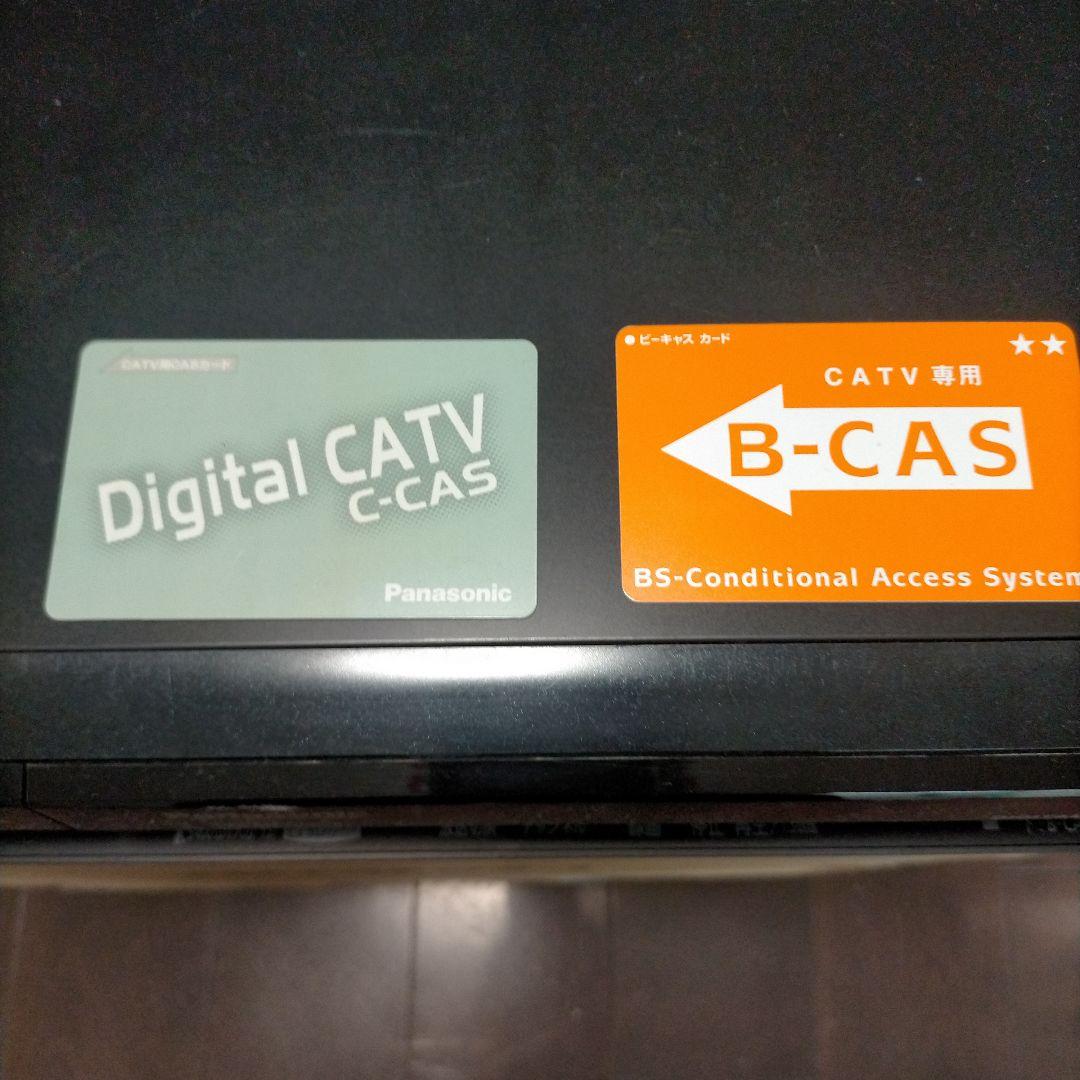 CATV用CASカード
Digital CATV
C-CAS
Panasonic
ビーキャス カード
★★
CATV 専用
B-CAS
BS-Conditional Access System